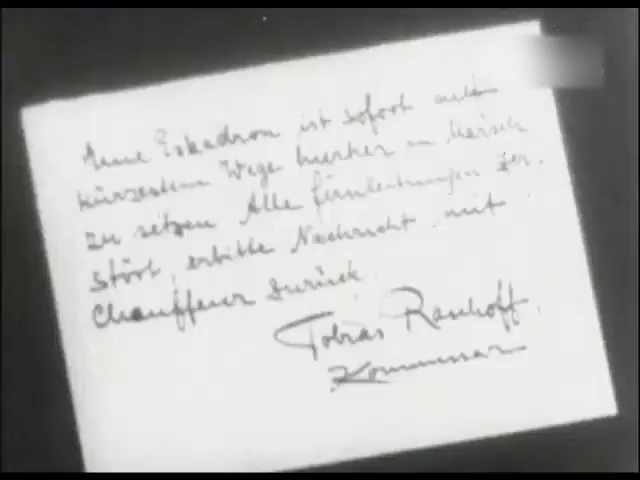 Eine Eskadron ist sofort auf
kürzestem Wege hierher in Marsch
zu setzen Alle Fernleitungen zer-
stört, erbitte Nachricht mit
Chauffeur zurück.
Tobias Rashoff.
Kommissar